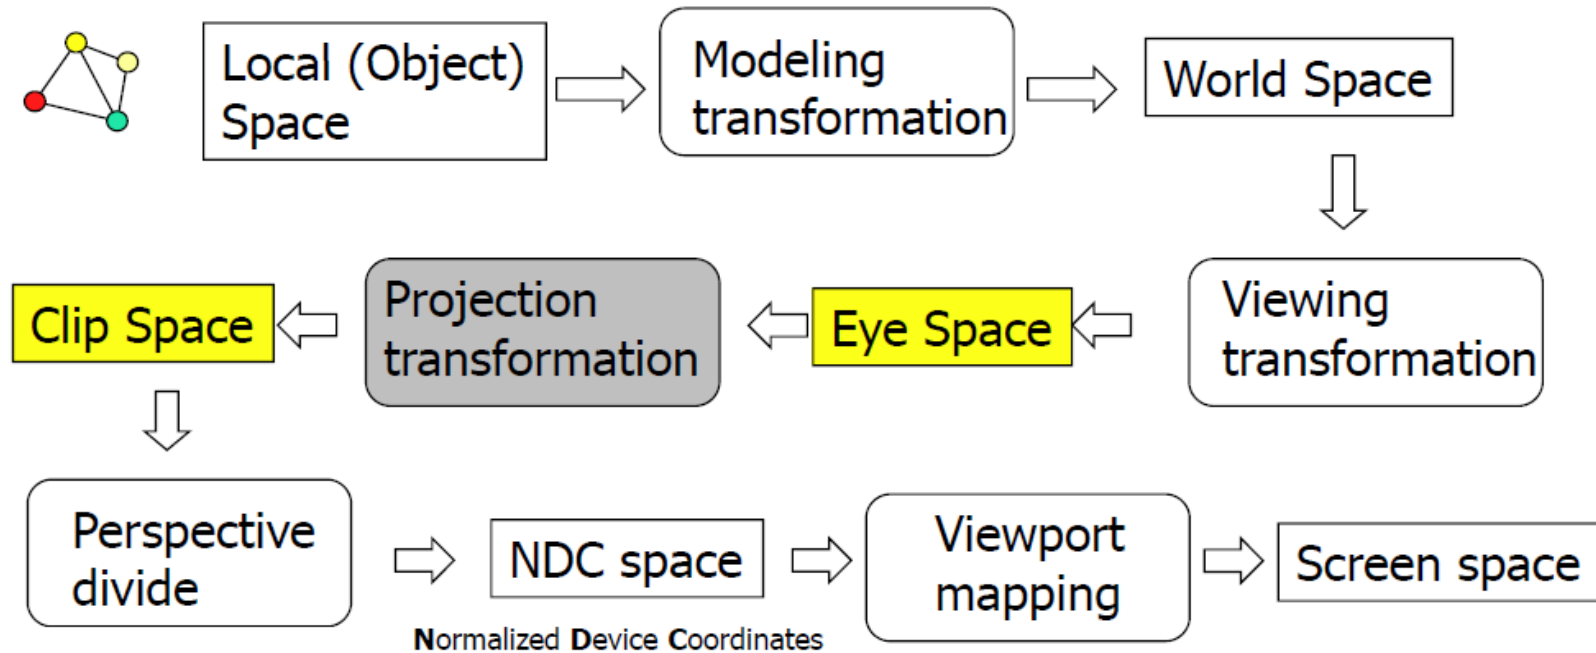 Local (Object)
Space
Modeling
transformation
World Space
Viewing
transformation
Eye Space
Projection
transformation
Clip Space
Perspective
divide
NDC space
Normalized Device Coordinates
Viewport
mapping
Screen space